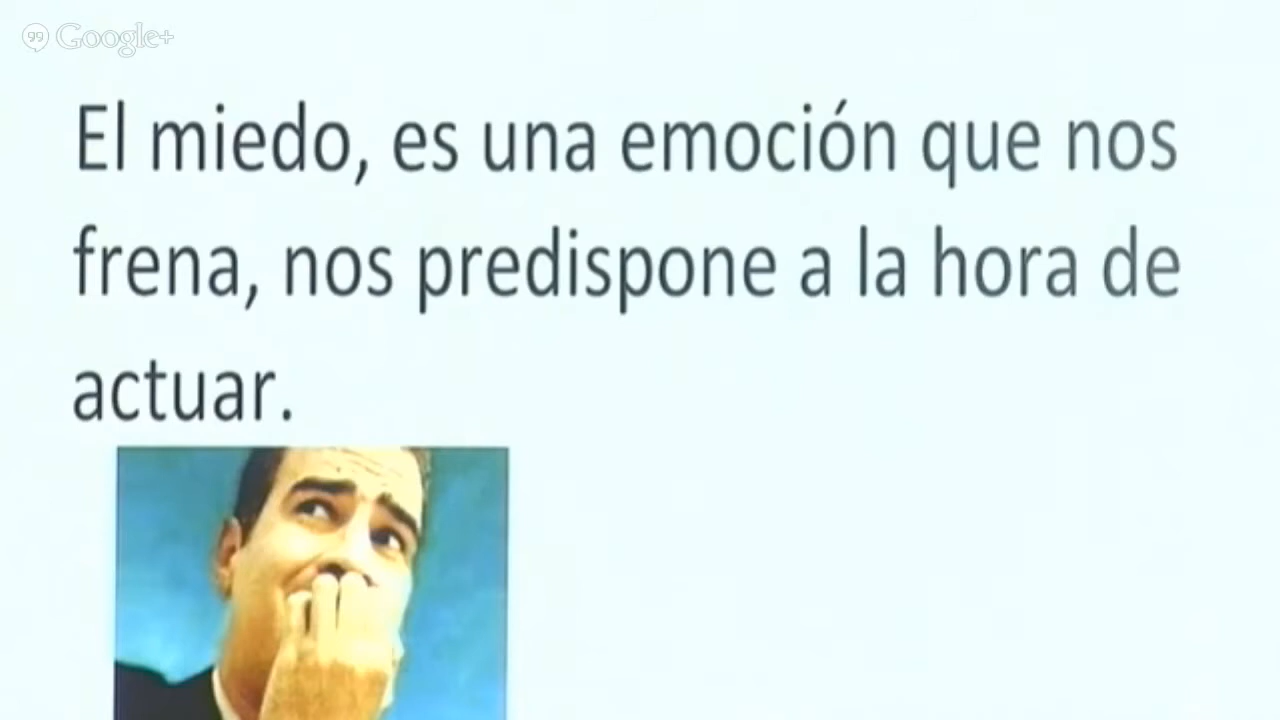 Google+
El miedo, es una emoción que nos
frena, nos predispone a la hora de
actuar.